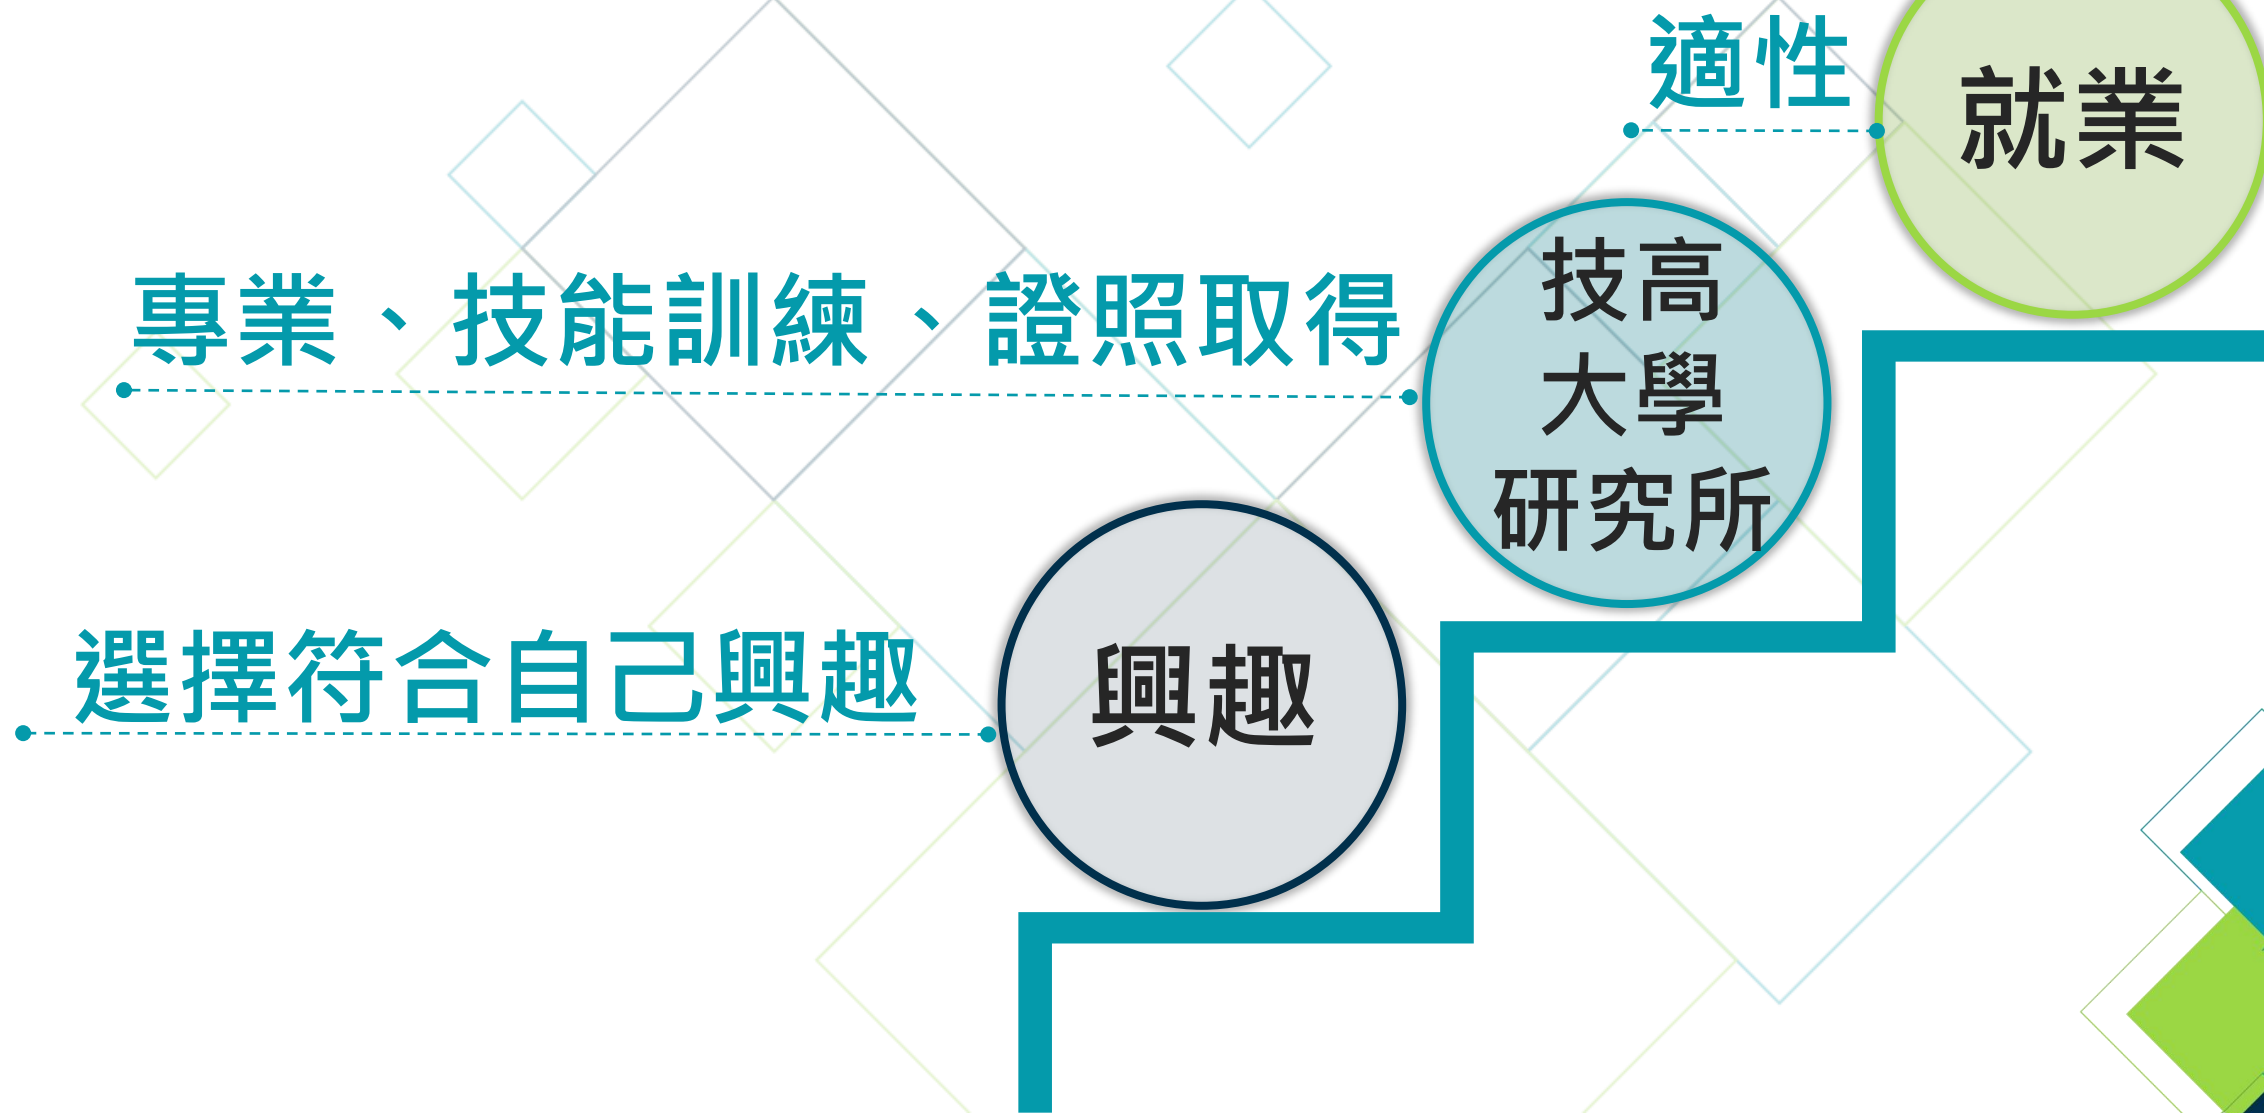 適性
就業
專業、技能訓練、證照取得
技高
大學
研究所
選擇符合自己興趣
興趣